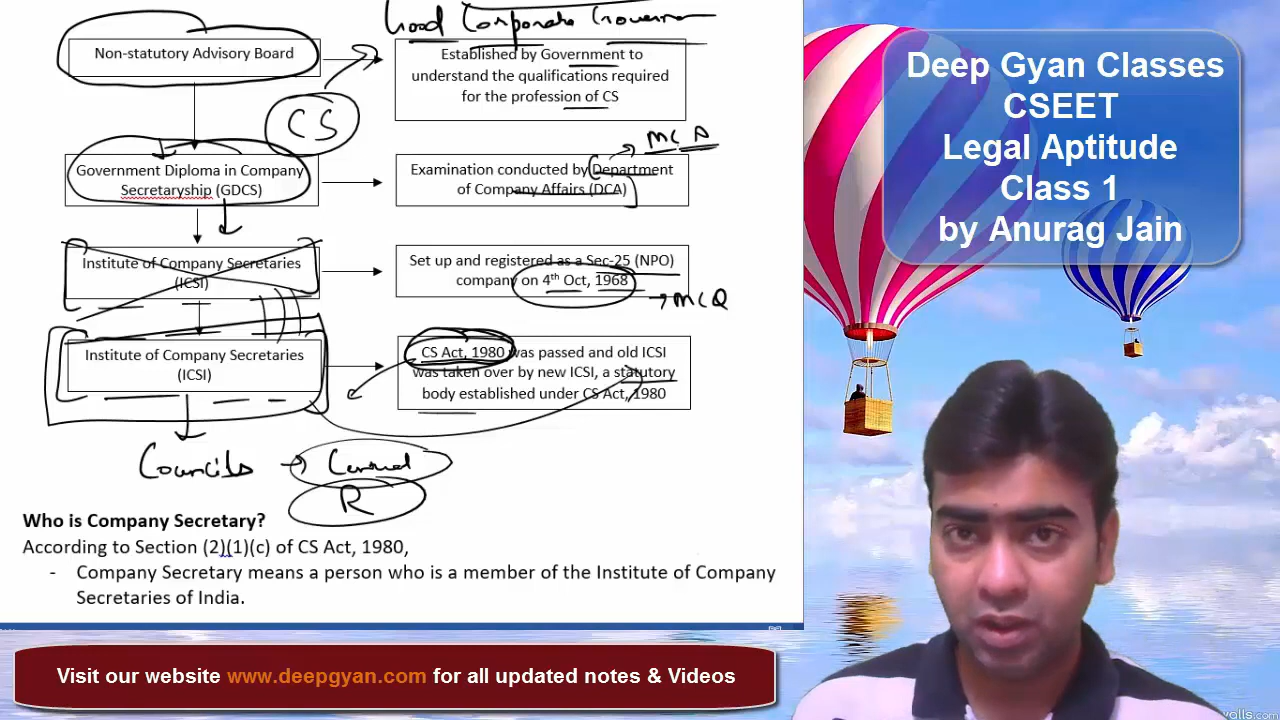 Good Corporate
Non-statutory Advisory Board
Established by Government to
understand the qualifications required
for the profession of CS
CS
MCA
Government Diploma in Company
Secretaryship (GDCS)
Examination conducted by Department
of Company Affairs (DCA)
Institute of Company Secretaries
(ICSI)
Set up and registered as a Sec-25 (NPO)
company on 4th Oct, 1968
MCQ
Institute of Company Secretaries
(ICSI)
CS Act, 1980 was passed and old ICSI
was taken over by new ICSI, a statutory
body established under CS Act, 1980
Councils
R
Who is Company Secretary?
According to Section (2)(1)(c) of CS Act, 1980,
- Company Secretary means a person who is a member of the Institute of Company
Secretaries of India.
Deep Gyan Classes
CSEET
Legal Aptitude
Class 1
by Anurag Jain
Visit our website www.deepgyan.com for all updated notes & Videos